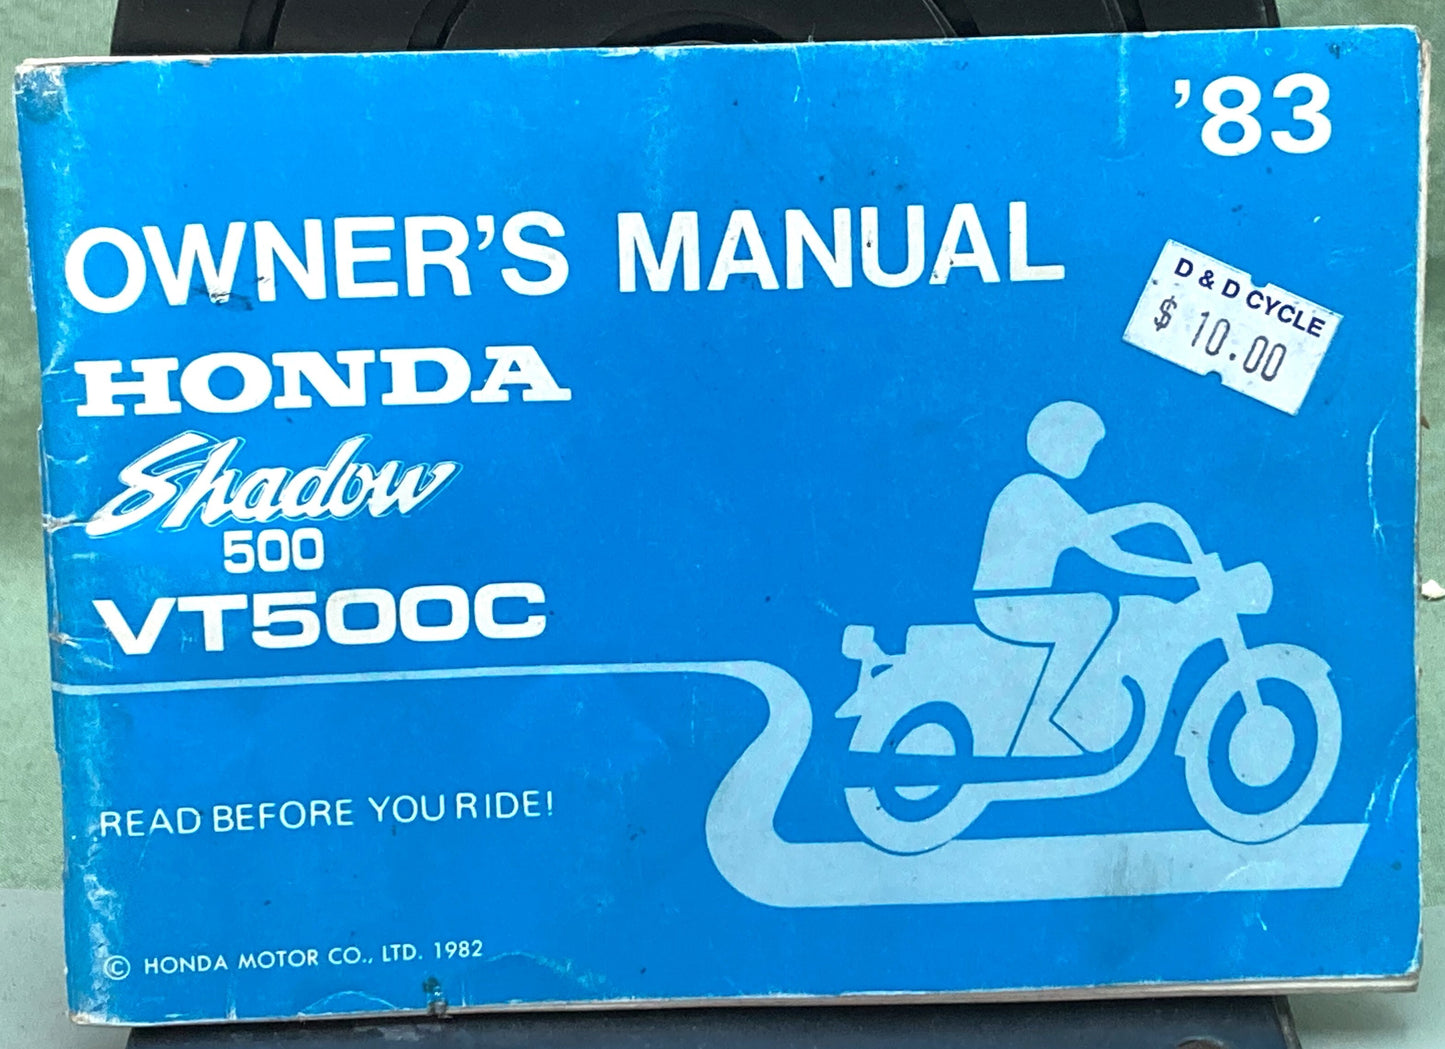 '83
OWNER'S MANUAL
D & D CYCLE
$ 10.00
HONDA
Shadow
500
VT500C
READ BEFORE YOU RIDE!
© HONDA MOTOR CO., LTD. 1982